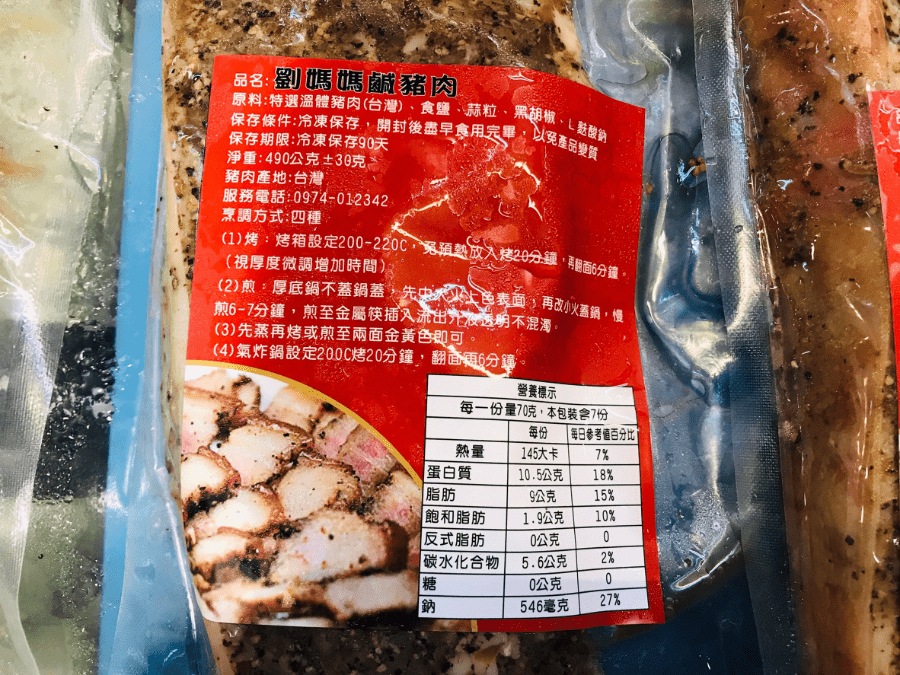 品名: 劉媽媽鹹豬肉
原料:特選溫體豬肉(台灣)、食鹽、蒜粒、黑胡椒、L麩酸鈉
保存條件:冷凍保存，開封後盡早食用完畢，以免產品變質
保存期限:冷凍保存90天
淨重:490公克±30克
豬肉產地:台灣
服務電話:0974-012342
烹調方式:四種
(1)烤：烤箱設定200-220C，免預熱放入烤20分鐘，再翻面6分鐘。
(視厚度微調增加時間)
(2)煎：厚底鍋不蓋鍋蓋，先中大火上色表面，再改小火蓋鍋，慢
煎6-7分鐘，煎至金屬筷插入流出汁液透明不混濁。
(3)先蒸再烤或煎至兩面金黃色即可。
(4)氣炸鍋設定200C烤20分鐘，翻面再6分鐘。
營養標示
每一份量70克，本包裝含7份
每份 每日參考值百分比
熱量 145大卡 7%
蛋白質 10.5公克 18%
脂肪 9公克 15%
飽和脂肪 1.9公克 10%
反式脂肪 0公克 0
碳水化合物 5.6公克 2%
糖 0公克 0
鈉 546毫克 27%